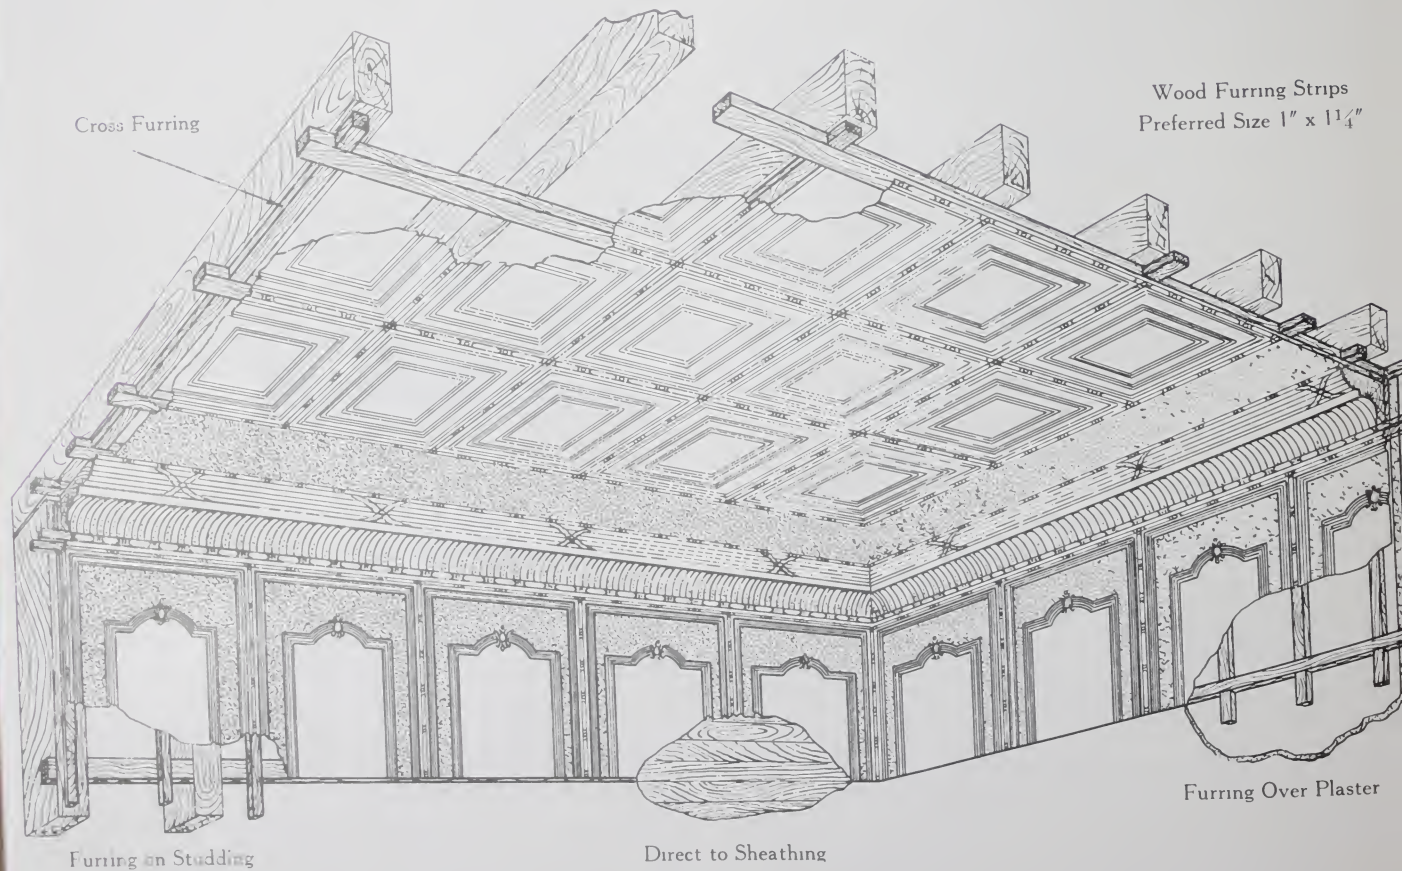 Wood Furring Strips
Preferred Size 1" x 1¼"
Cross Furring
Furring Over Plaster
Direct to Sheathing
Furring on Studding